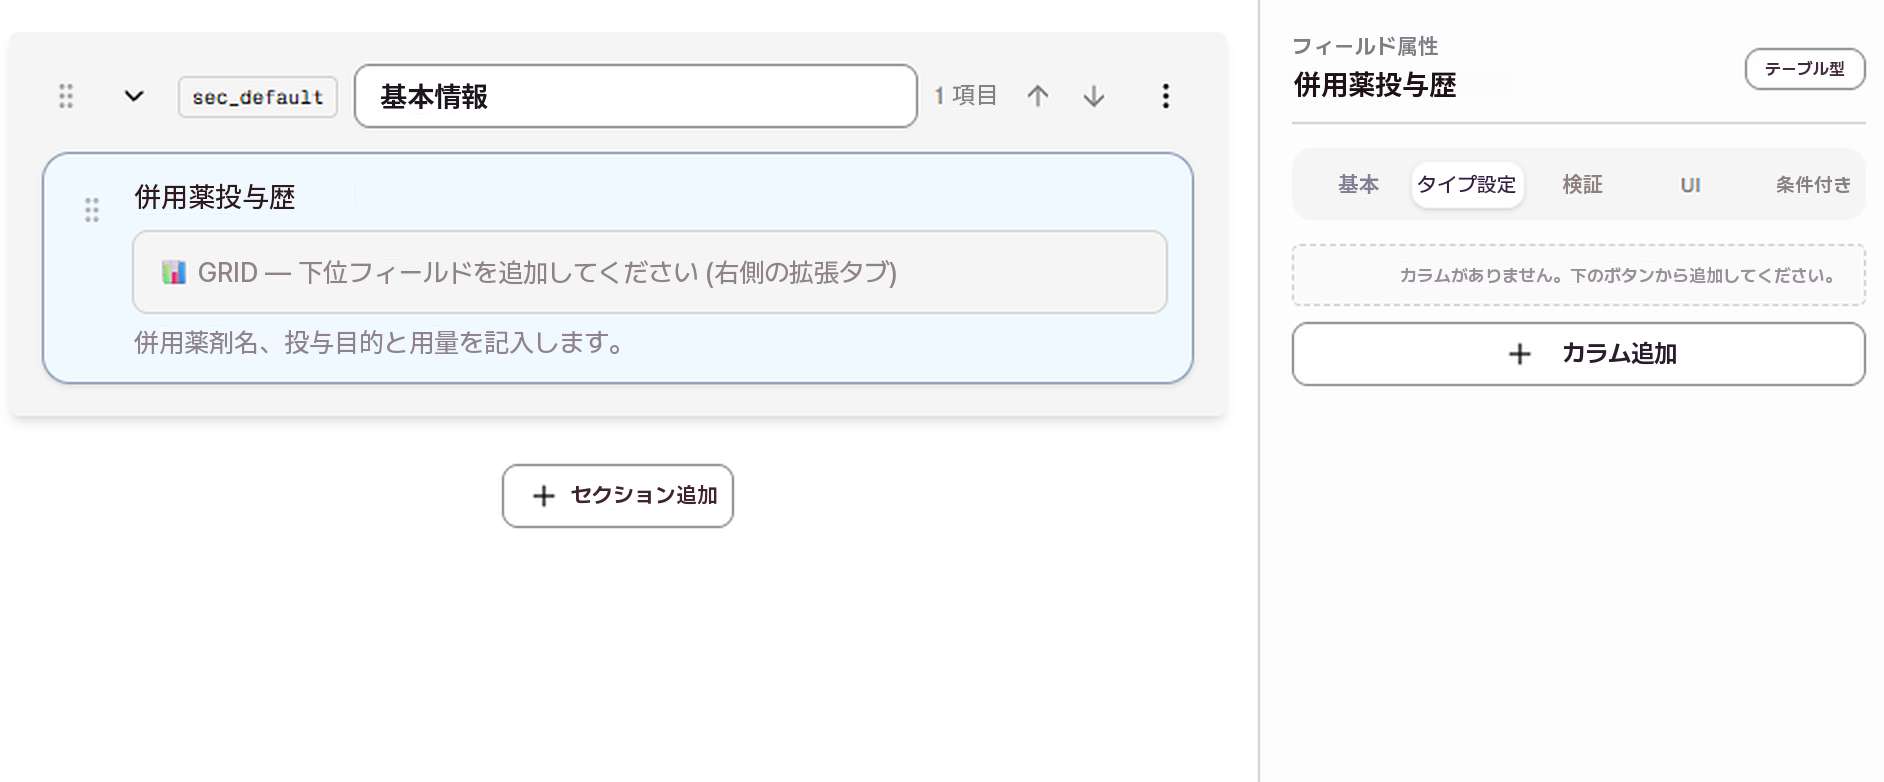 sec_default
基本情報
1 項目
併用薬投与歴
GRID — 下位フィールドを追加してください (右側の拡張タブ)
併用薬剤名、投与目的と用量を記入します。
セクション追加
フィールド属性
併用薬投与歴
テーブル型
基本
タイプ設定
検証
UI
条件付き
カラムがありません。下のボタンから追加してください。
カラム追加